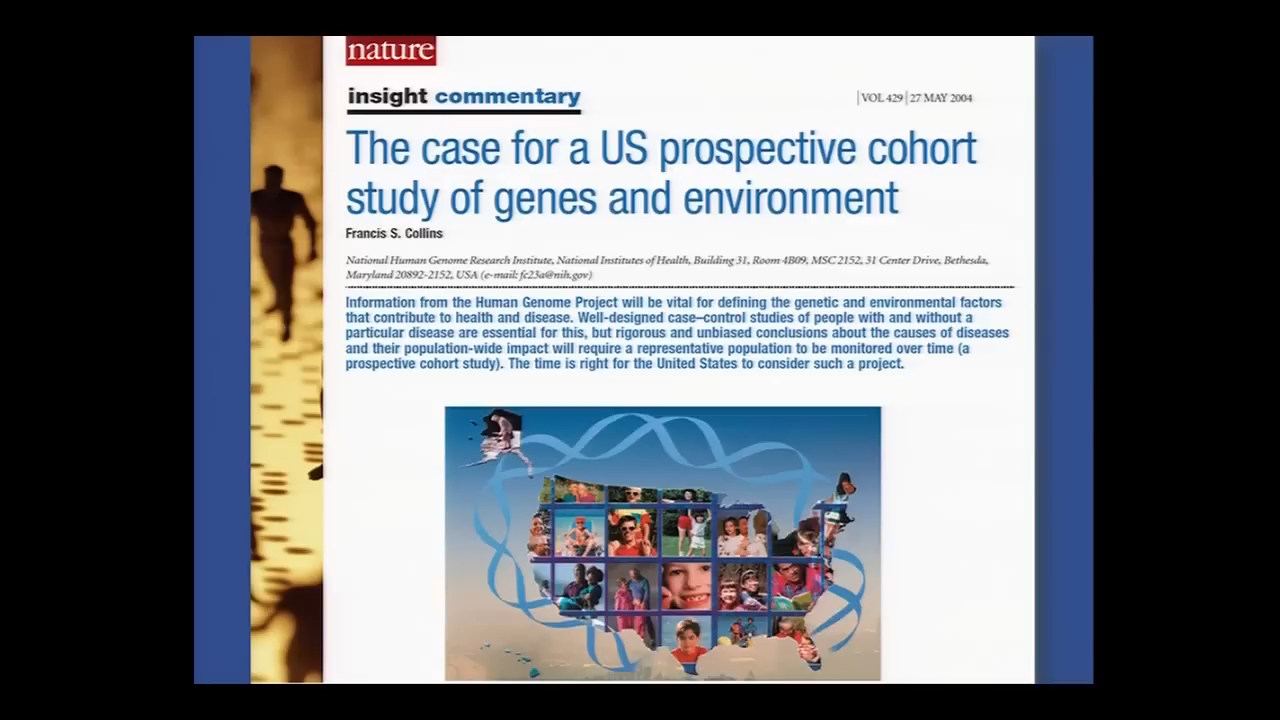 nature
insight commentary
VOL 429 27 MAY 2004
The case for a US prospective cohort
study of genes and environment
Francis S. Collins
National Human Genome Research Institute, National Institutes of Health, Building 31, Room 4B09, MSC 2152, 31 Center Drive, Bethesda,
Maryland 20892-2152, USA (e-mail: fc23a@nih.gov)
Information from the Human Genome Project will be vital for defining the genetic and environmental factors
that contribute to health and disease. Well-designed case–control studies of people with and without a
particular disease are essential for this, but rigorous and unbiased conclusions about the causes of diseases
and their population-wide impact will require a representative population to be monitored over time (a
prospective cohort study). The time is right for the United States to consider such a project.